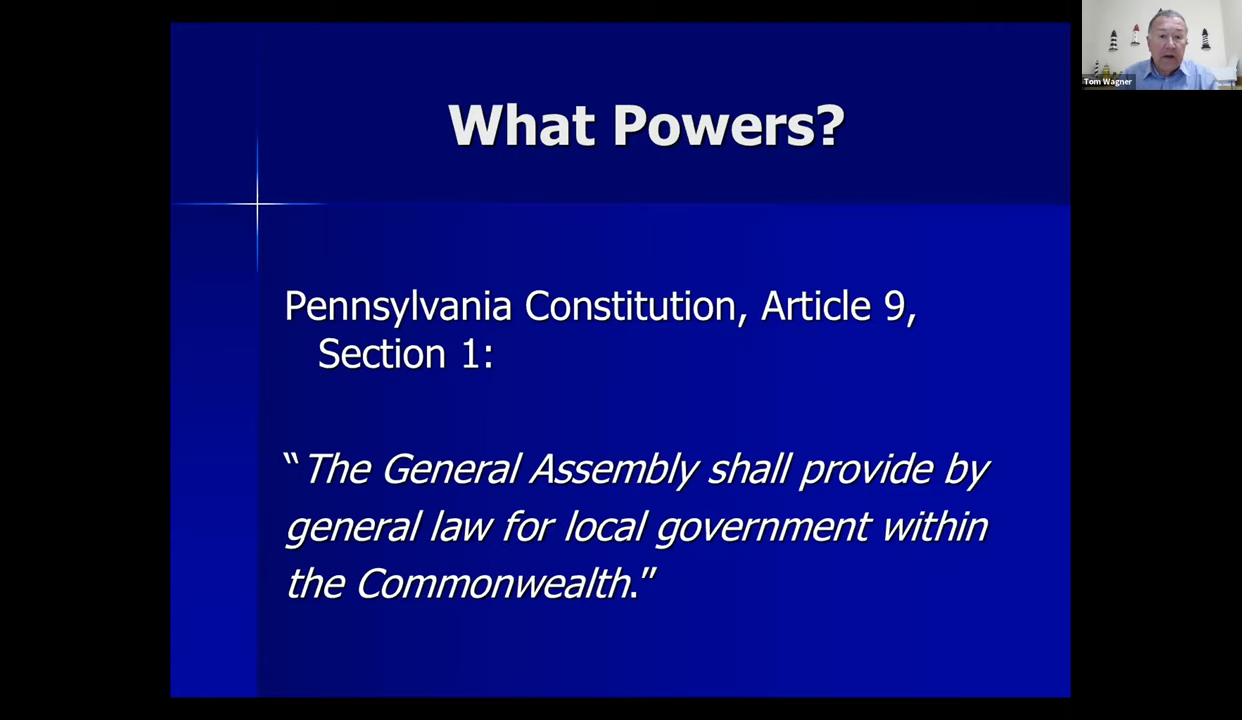 What Powers?
Pennsylvania Constitution, Article 9,
Section 1:
“The General Assembly shall provide by
general law for local government within
the Commonwealth.”
Tom Wagner